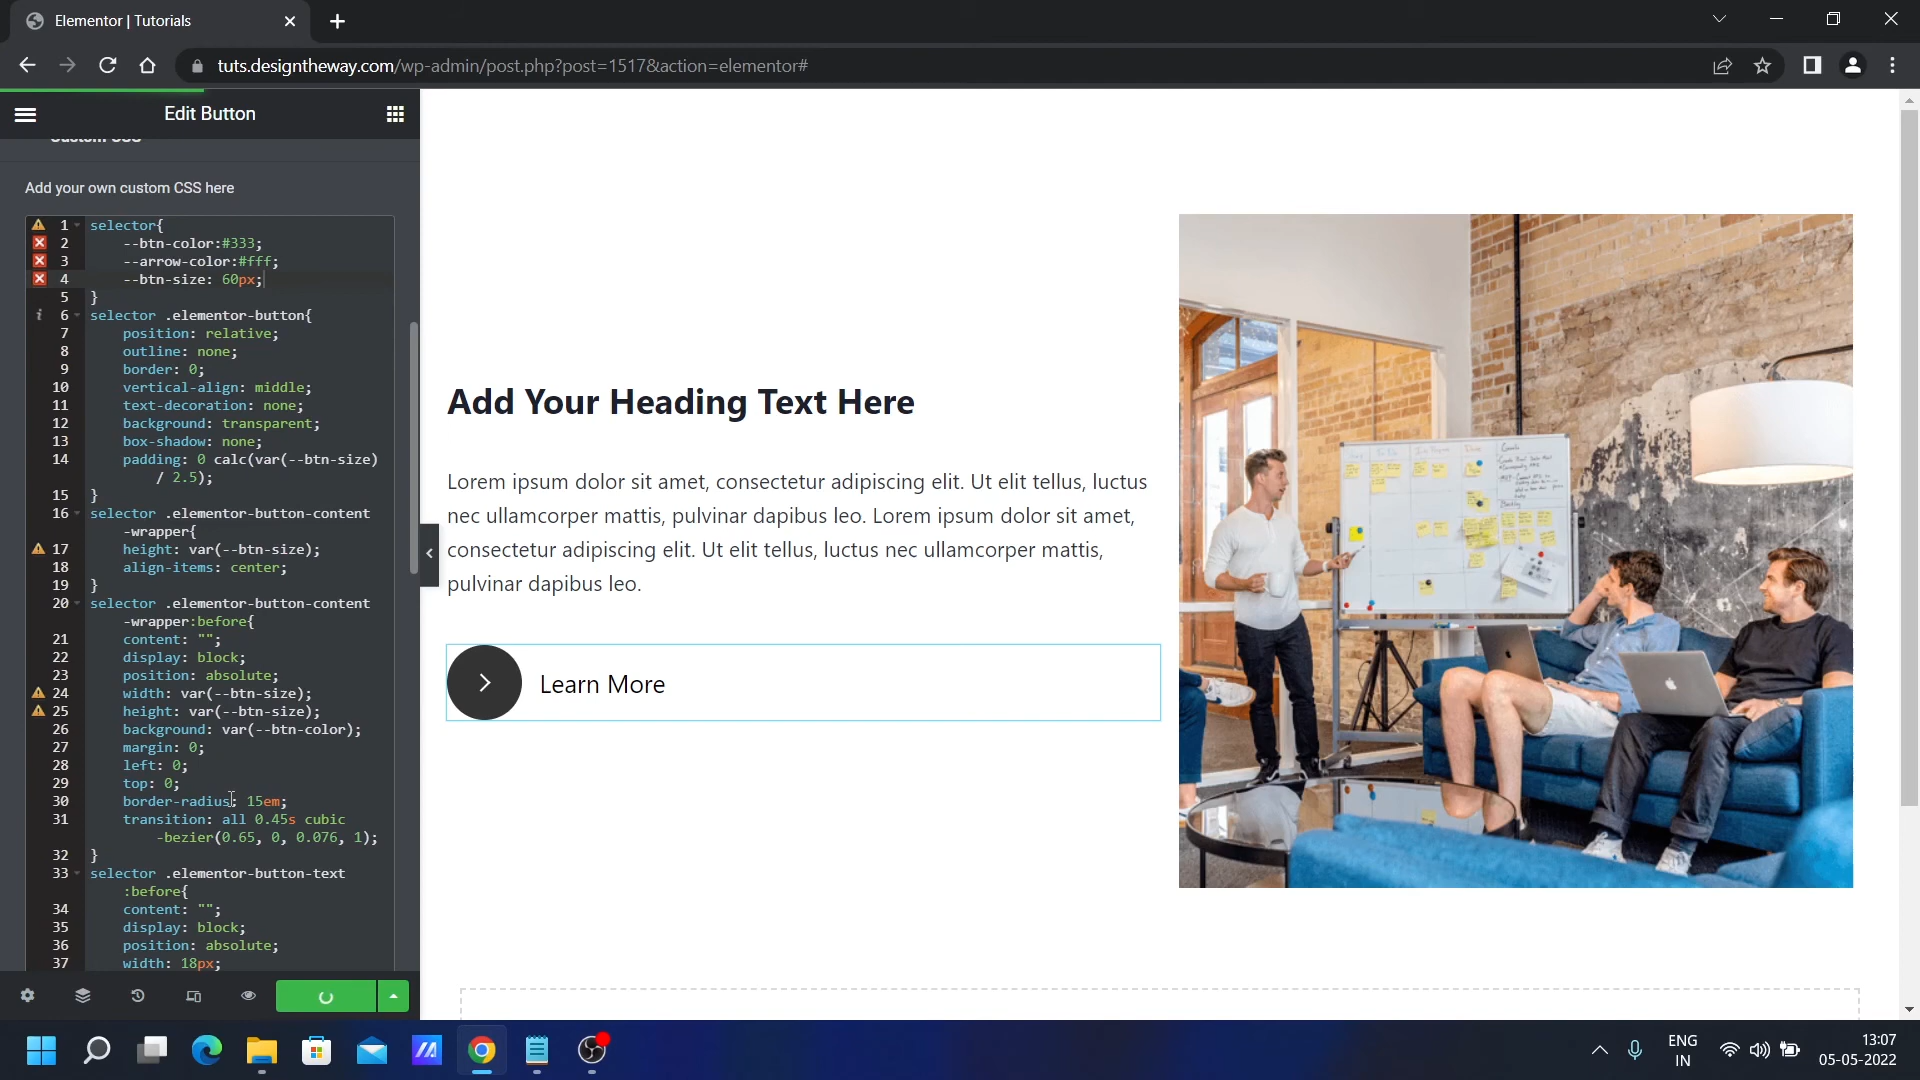 Elementor | Tutorials
tuts.designtheway.com/wp-admin/post.php?post=1517&action=elementor#
Edit Button
Custom CSS
Add your own custom CSS here
1 selector{
2 --btn-color:#333;
3 --arrow-color:#fff;
4 --btn-size: 60px;
5 }
6 selector .elementor-button{
7 position: relative;
8 outline: none;
9 border: 0;
10 vertical-align: middle;
11 text-decoration: none;
12 background: transparent;
13 box-shadow: none;
14 padding: 0 calc(var(--btn-size)
/ 2.5);
15 }
16 selector .elementor-button-content
-wrapper{
17 height: var(--btn-size);
18 align-items: center;
19 }
20 selector .elementor-button-content
-wrapper:before{
21 content: "";
22 display: block;
23 position: absolute;
24 width: var(--btn-size);
25 height: var(--btn-size);
26 background: var(--btn-color);
27 margin: 0;
28 left: 0;
29 top: 0;
30 border-radius: 15em;
31 transition: all 0.45s cubic
-bezier(0.65, 0, 0.076, 1);
32 }
33 selector .elementor-button-text
:before{
34 content: "";
35 display: block;
36 position: absolute;
37 width: 18px;
Add Your Heading Text Here
Lorem ipsum dolor sit amet, consectetur adipiscing elit. Ut elit tellus, luctus
nec ullamcorper mattis, pulvinar dapibus leo. Lorem ipsum dolor sit amet,
consectetur adipiscing elit. Ut elit tellus, luctus nec ullamcorper mattis,
pulvinar dapibus leo.
Learn More
ENG
IN
13:07
05-05-2022